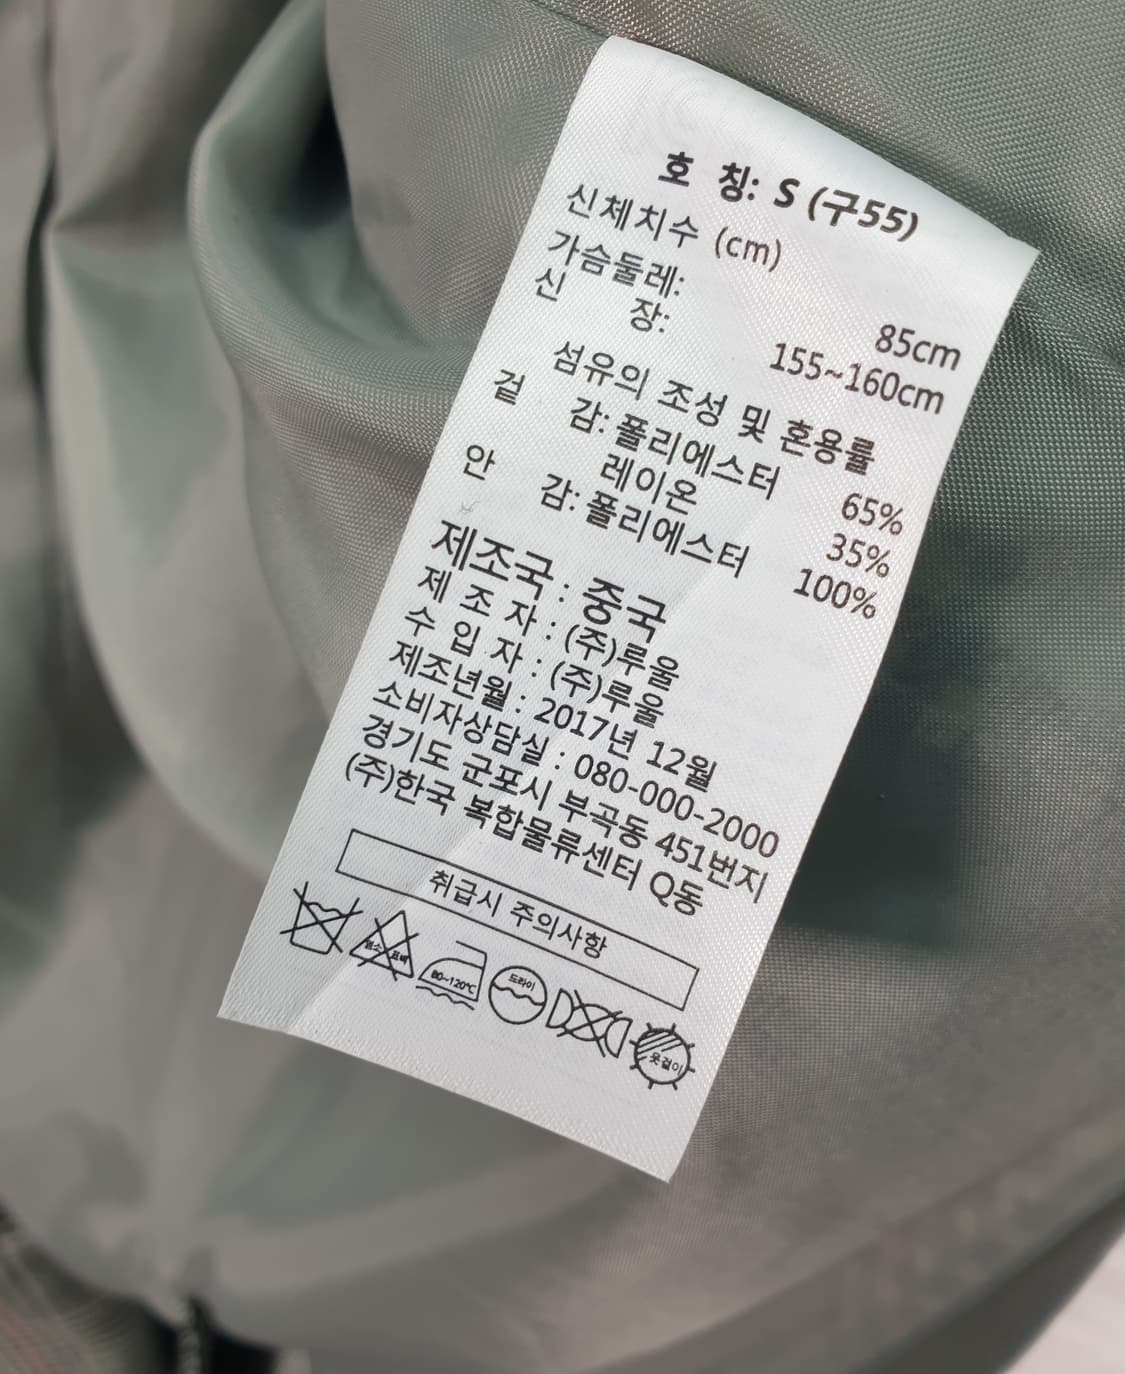 호 칭: S (구55)
신체치수 (cm)
가슴둘레: 85cm
신 장: 155~160cm
섬유의 조성 및 혼용률
겉 감: 폴리에스터 65%
레이온 35%
안 감: 폴리에스터 100%
제조국 : 중국
제 조 자 : (주)루울
수 입 자 : (주)루울
제조년월 : 2017년 12월
소비자상담실 : 080-000-2000
경기도 군포시 부곡동 451번지
(주)한국 복합물류센터 Q동
취급시 주의사항
염소 표백 80~120℃ 드라이 옷걸이